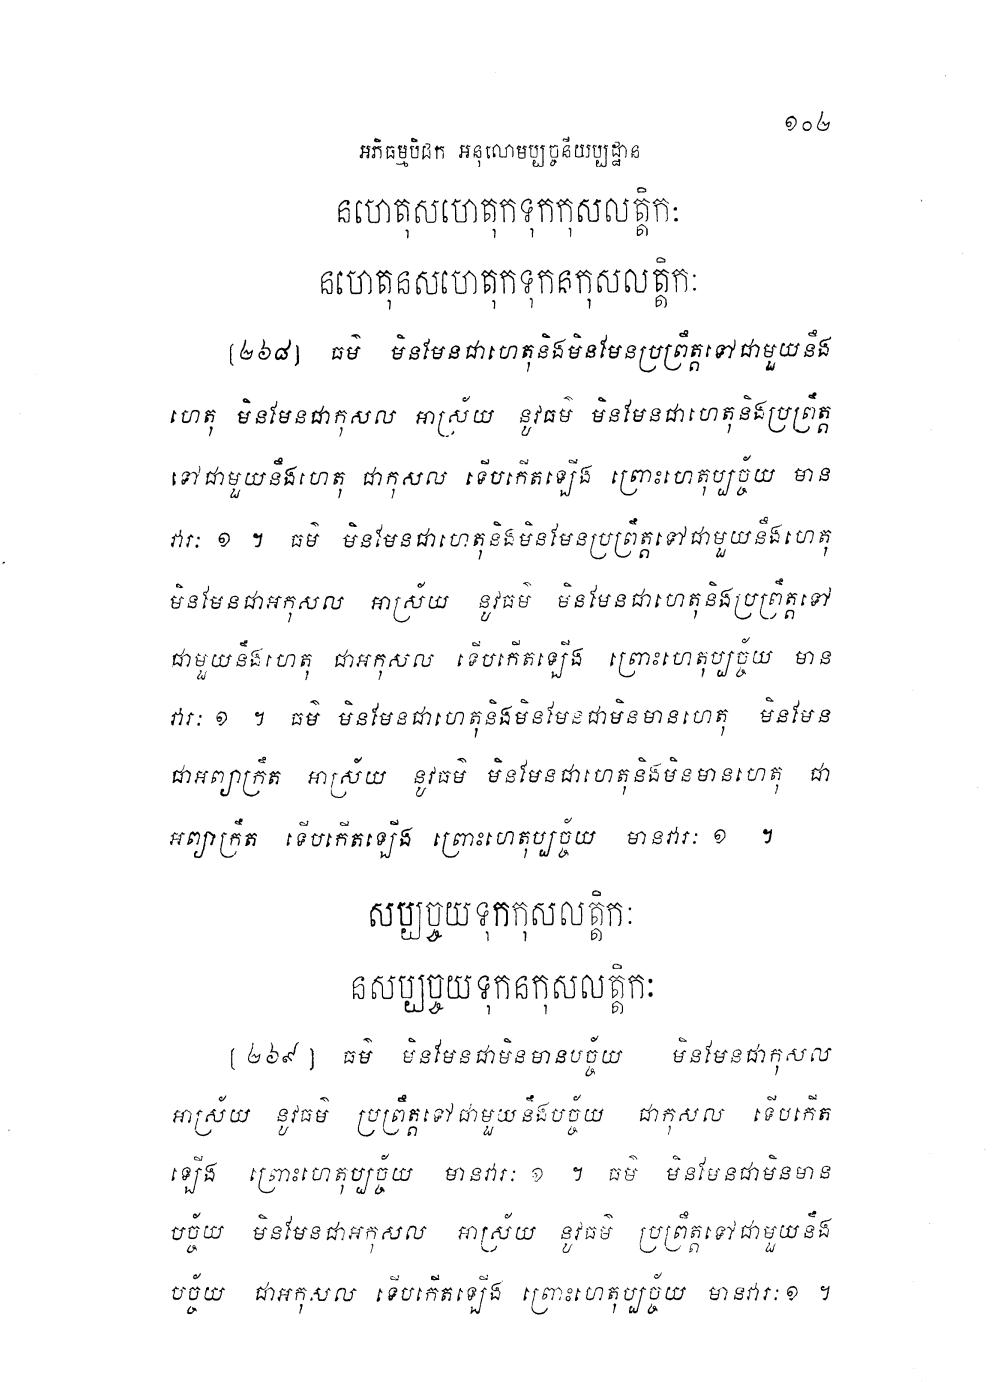 ១០២
អភិធម្មបិដក អនុលោមប្បច្ចនីយប្បដ្ឋាន
នហេតុសហេតុកទុកកុសលត្តិកៈ
នហេតុនសហេតុកទុកនកុសលត្តិកៈ
[២៦៨] ធម៌ មិនមែនជាហេតុនិងមិនមែនប្រព្រឹត្តទៅជាមួយនឹង
ហេតុ មិនមែនជាកុសល អាស្រ័យ នូវធម៌ មិនមែនជាហេតុនិងប្រព្រឹត្ត
ទៅជាមួយនឹងហេតុ ជាកុសល ទើបកើតឡើង ព្រោះហេតុប្បច្ច័យ មាន
វារៈ ១ ។ ធម៌ មិនមែនជាហេតុនិងមិនមែនប្រព្រឹត្តទៅជាមួយនឹងហេតុ
មិនមែនជាអកុសល អាស្រ័យ នូវធម៌ មិនមែនជាហេតុនិងប្រព្រឹត្តទៅ
ជាមួយនឹងហេតុ ជាអកុសល ទើបកើតឡើង ព្រោះហេតុប្បច្ច័យ មាន
វារៈ ១ ។ ធម៌ មិនមែនជាហេតុនិងមិនមែនជាមិនមានហេតុ មិនមែន
ជាអព្យាក្រឹត អាស្រ័យ នូវធម៌ មិនមែនជាហេតុនិងមិនមានហេតុ ជា
អព្យាក្រឹត ទើបកើតឡើង ព្រោះហេតុប្បច្ច័យ មានវារៈ ១ ។
សប្បច្ចយទុកកុសលត្តិកៈ
នសប្បច្ចយទុកនកុសលត្តិកៈ
[២៦៩] ធម៌ មិនមែនជាមិនមានបច្ច័យ មិនមែនជាកុសល
អាស្រ័យ នូវធម៌ ប្រព្រឹត្តទៅជាមួយនឹងបច្ច័យ ជាកុសល ទើបកើត
ឡើង ព្រោះហេតុប្បច្ច័យ មានវារៈ ១ ។ ធម៌ មិនមែនជាមិនមាន
បច្ច័យ មិនមែនជាអកុសល អាស្រ័យ នូវធម៌ ប្រព្រឹត្តទៅជាមួយនឹង
បច្ច័យ ជាអកុសល ទើបកើតឡើង ព្រោះហេតុប្បច្ច័យ មានវារៈ ១ ។